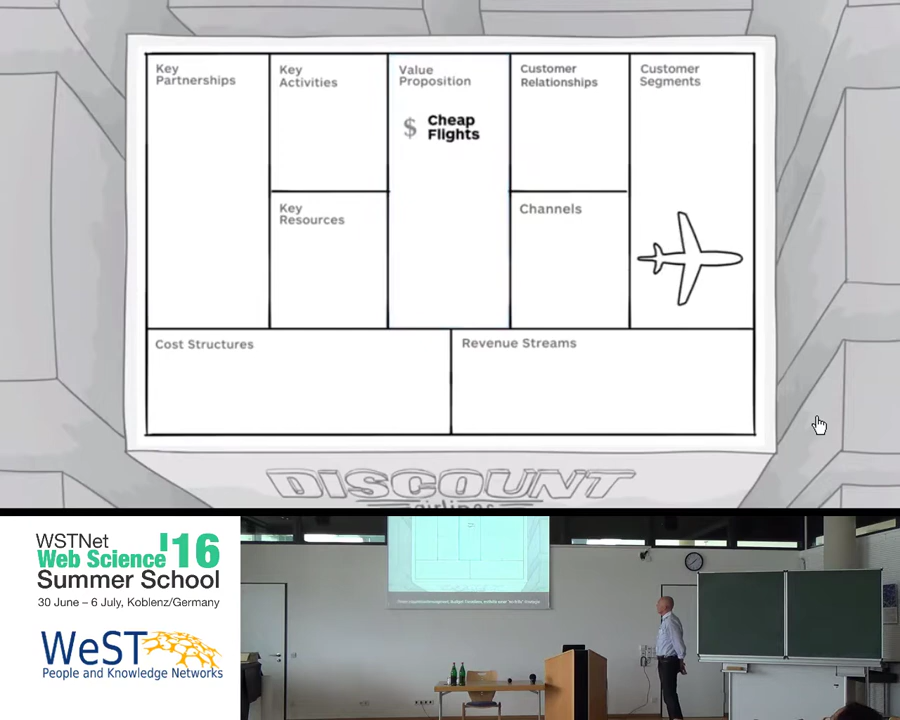 Key
Partnerships
Key
Activities
Value
Proposition
Customer
Relationships
Customer
Segments
$ Cheap
Flights
Key
Resources
Channels
Cost Structures
Revenue Streams
DISCOUNT
airlines
WSTNet
Web Science '16
Summer School
30 June – 6 July, Koblenz/Germany
WeST
People and Knowledge Networks